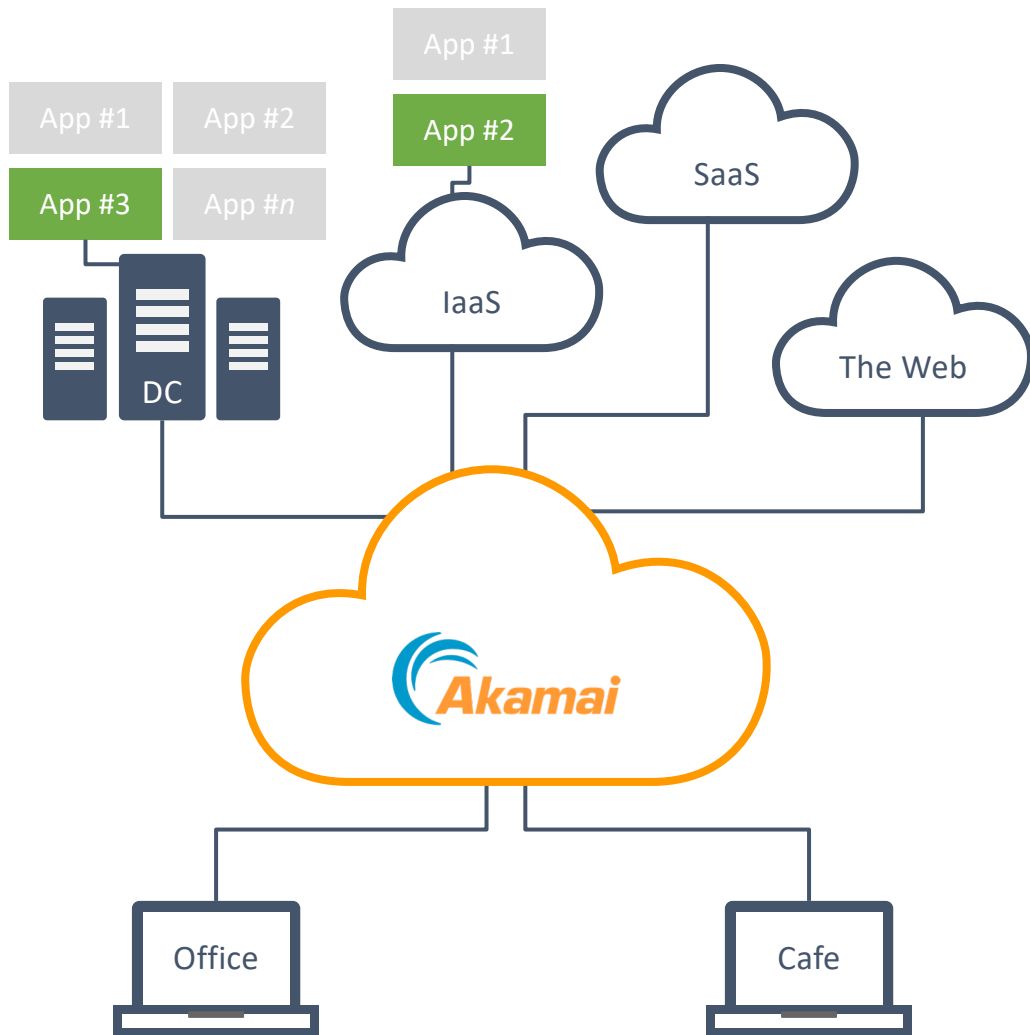 App #1
App #1
App #2
App #2
SaaS
App #3
App #n
IaaS
The Web
DC
Akamai
Office
Cafe